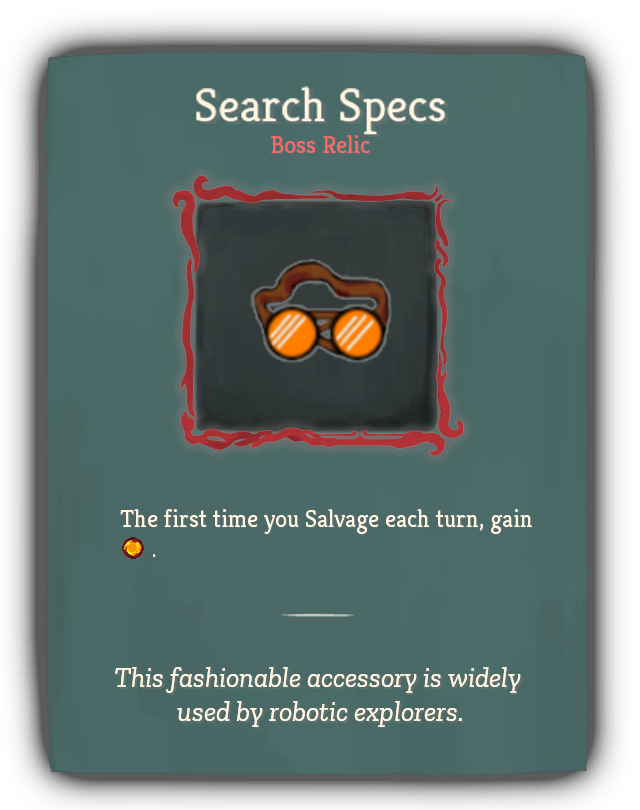 Search Specs
Boss Relic
The first time you Salvage each turn, gain
.
This fashionable accessory is widely
used by robotic explorers.